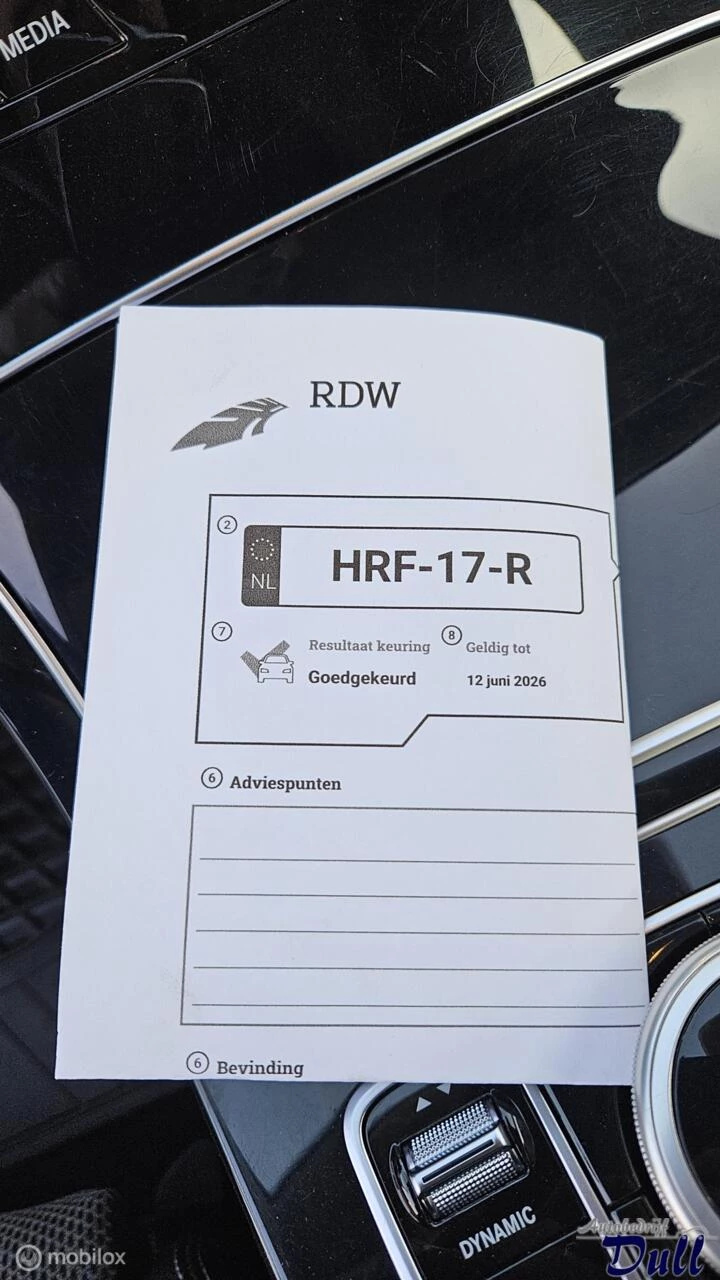 MEDIA
RDW
2
NL
HRF-17-R
7
Resultaat keuring
8
Geldig tot
Goedgekeurd
12 juni 2026
6 Adviespunten
6 Bevinding
DYNAMIC
Autobedrijf
Dull
mobilox